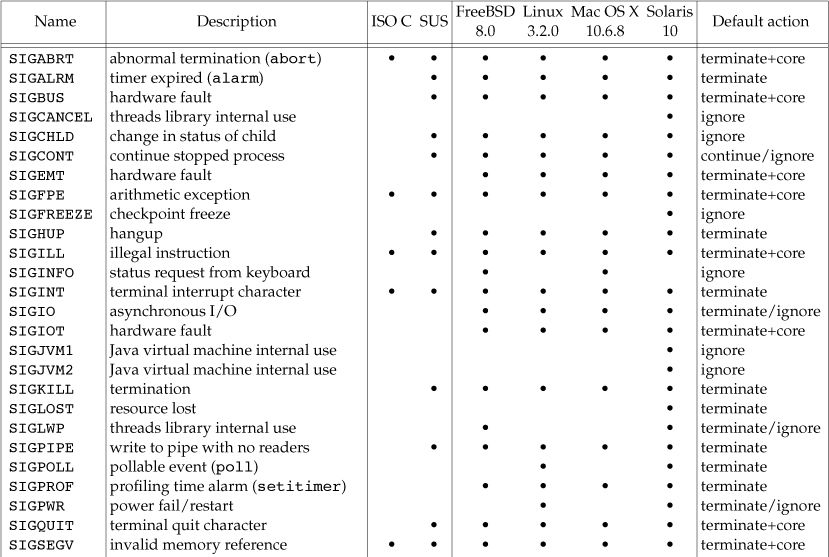 Name Description ISO C SUS FreeBSD 8.0 Linux 3.2.0 Mac OS X 10.6.8 Solaris 10 Default action
SIGABRT abnormal termination (abort) • • • • • • terminate+core
SIGALRM timer expired (alarm) • • • • • terminate
SIGBUS hardware fault • • • • • terminate+core
SIGCANCEL threads library internal use • ignore
SIGCHLD change in status of child • • • • • ignore
SIGCONT continue stopped process • • • • • continue/ignore
SIGEMT hardware fault • • • • terminate+core
SIGFPE arithmetic exception • • • • • • terminate+core
SIGFREEZE checkpoint freeze • ignore
SIGHUP hangup • • • • • terminate
SIGILL illegal instruction • • • • • • terminate+core
SIGINFO status request from keyboard • • ignore
SIGINT terminal interrupt character • • • • • • terminate
SIGIO asynchronous I/O • • • • terminate/ignore
SIGIOT hardware fault • • • • terminate+core
SIGJVM1 Java virtual machine internal use • ignore
SIGJVM2 Java virtual machine internal use • ignore
SIGKILL termination • • • • • terminate
SIGLOST resource lost • terminate
SIGLWP threads library internal use • • terminate/ignore
SIGPIPE write to pipe with no readers • • • • • terminate
SIGPOLL pollable event (poll) • • terminate
SIGPROF profiling time alarm (setitimer) • • • • terminate
SIGPWR power fail/restart • • terminate/ignore
SIGQUIT terminal quit character • • • • • terminate+core
SIGSEGV invalid memory reference • • • • • • terminate+core